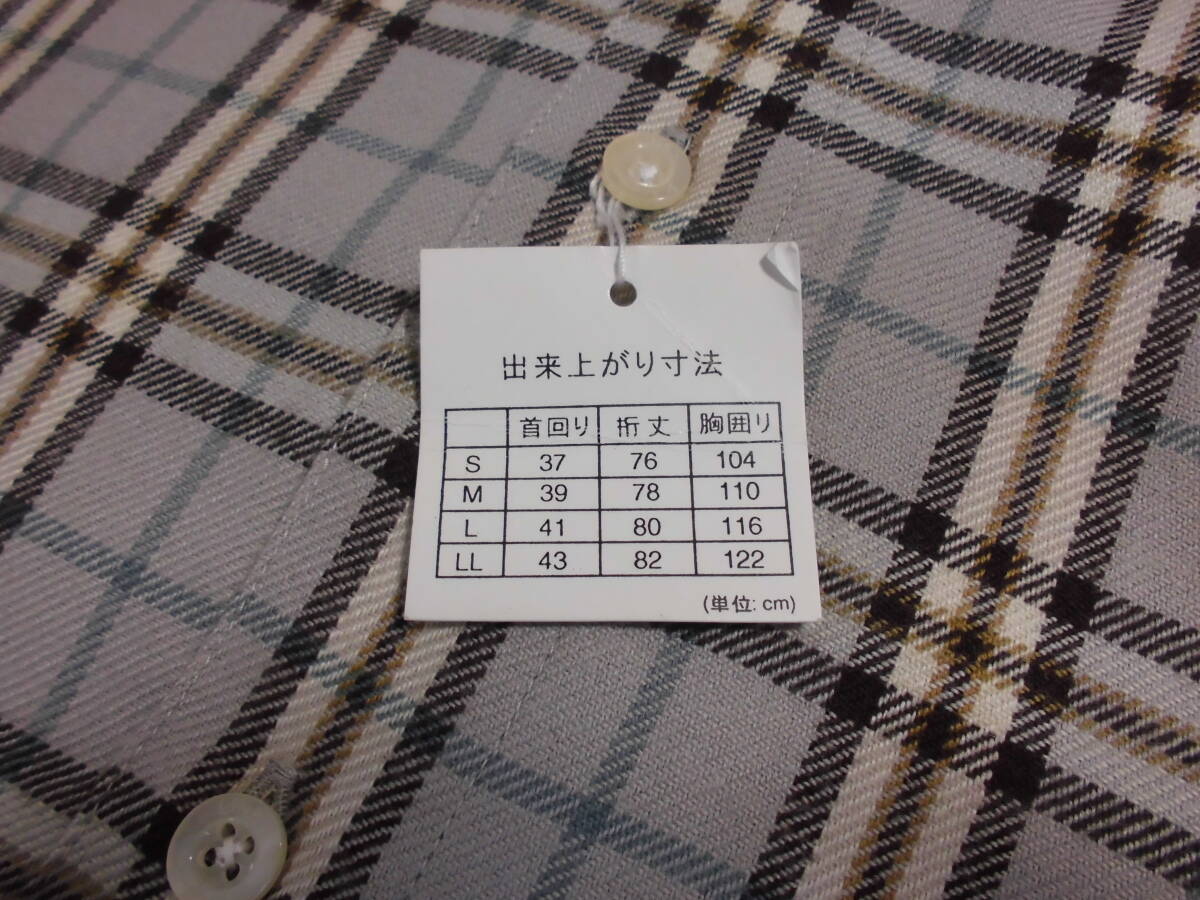 出来上がり寸法
首回り 裄丈 胸囲り
S 37 76 104
M 39 78 110
L 41 80 116
LL 43 82 122
(単位: cm)